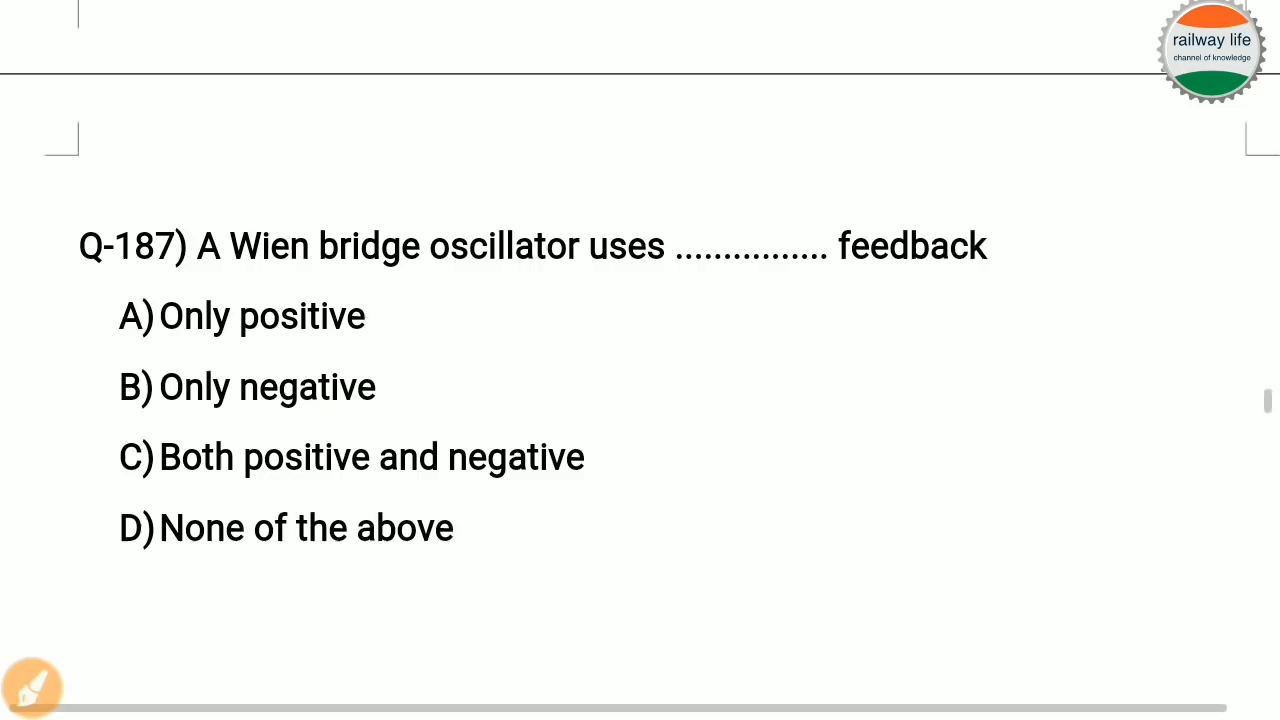 railway life
channel of knowledge
Q-187) A Wien bridge oscillator uses ................ feedback
A) Only positive
B) Only negative
C) Both positive and negative
D) None of the above